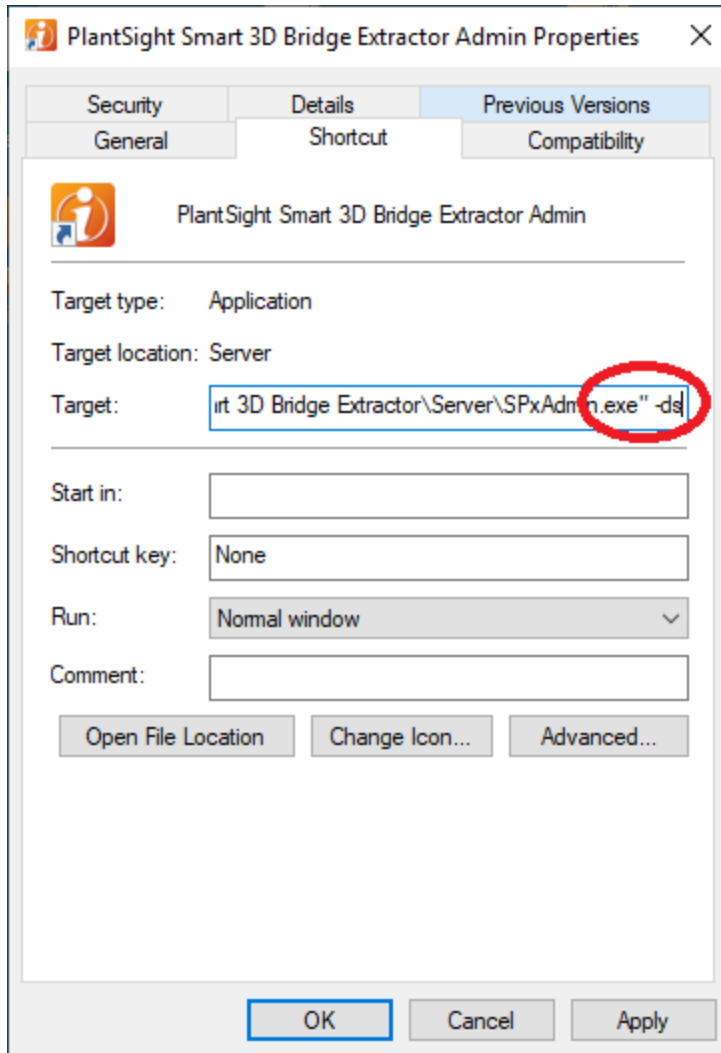 PlantSight Smart 3D Bridge Extractor Admin Properties
Security Details Previous Versions
General Shortcut Compatibility
PlantSight Smart 3D Bridge Extractor Admin
Target type: Application
Target location: Server
Target: ırt 3D Bridge Extractor\Server\SPxAdmin.exe" -ds
Start in:
Shortcut key: None
Run: Normal window
Comment:
Open File Location Change Icon... Advanced...
OK Cancel Apply